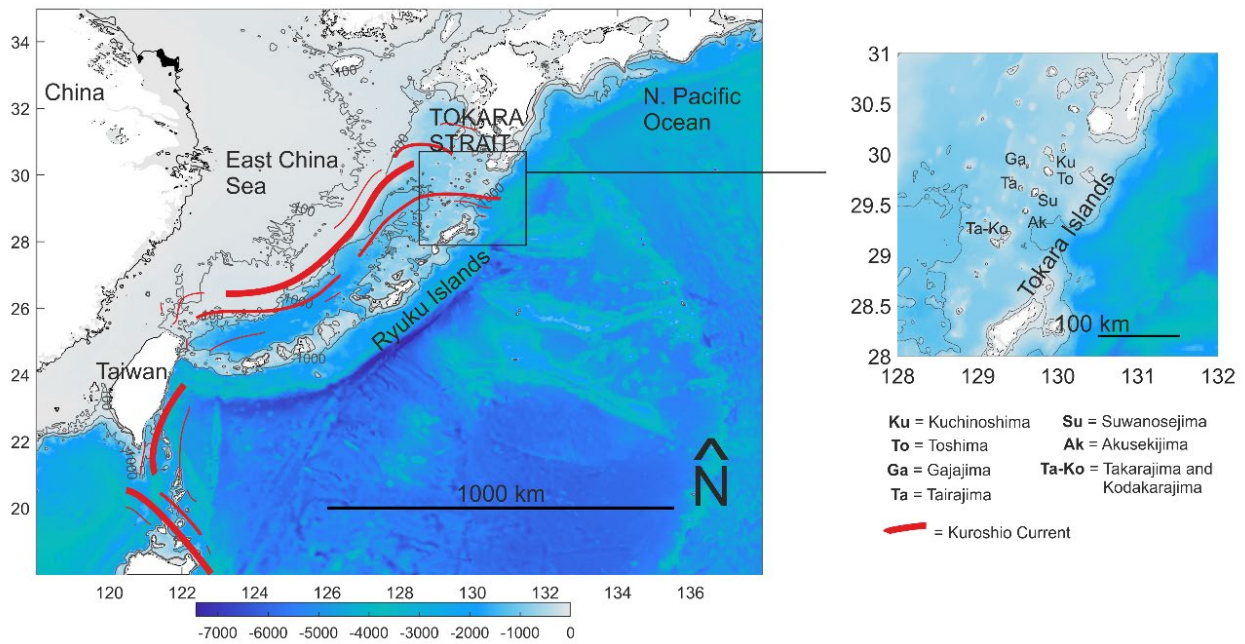 34
32
30
28
26
24
22
20
China
East China
Sea
TOKARA
STRAIT
N. Pacific
Ocean
Taiwan
Ryuku Islands
1000
N
1000 km
120 122 124 126 128 130 132 134 136
-7000 -6000 -5000 -4000 -3000 -2000 -1000 0
31
30.5
30
29.5
29
28.5
28
Ga
Ku
To
Ta
Su
Ak
Ta-Ko
Tokara Islands
100 km
128 129 130 131 132
Ku = Kuchinoshima
To = Toshima
Ga = Gajajima
Ta = Tairajima
Su = Suwanosejima
Ak = Akusekijima
Ta-Ko = Takarajima and
Kodakarajima
= Kuroshio Current